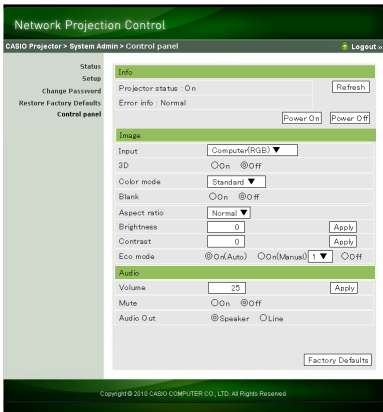 Network Projection Control
CASIO Projector > System Admin > Control panel
Logout »
Status
Setup
Change Password
Restore Factory Defaults
Control panel
Info
Projector status : On
Refresh
Error info : Normal
Power On Power Off
Image
Input Computer(RGB) ▼
3D On Off
Color mode Standard ▼
Blank On Off
Aspect ratio Normal ▼
Brightness 0 Apply
Contrast 0 Apply
Eco mode On(Auto) On(Manual) 1 ▼ Off
Audio
Volume 25 Apply
Mute On Off
Audio Out Speaker Line
Factory Defaults
Copyright © 2010 CASIO COMPUTER CO., LTD. All Rights Reserved.